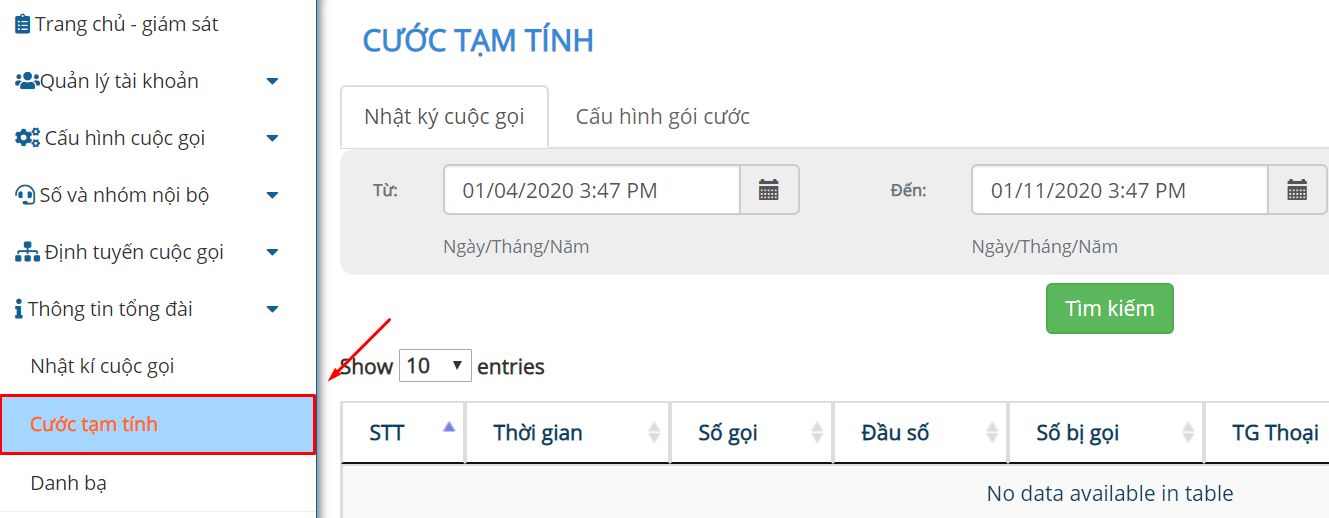 Trang chủ - giám sát
Quản lý tài khoản
Cấu hình cuộc gọi
Số và nhóm nội bộ
Định tuyến cuộc gọi
Thông tin tổng đài
Nhật kí cuộc gọi
Cước tạm tính
Danh bạ
CƯỚC TẠM TÍNH
Nhật ký cuộc gọi Cấu hình gói cước
Từ: 01/04/2020 3:47 PM Đến: 01/11/2020 3:47 PM
Ngày/Tháng/Năm Ngày/Tháng/Năm
Tìm kiếm
Show 10 entries
STT Thời gian Số gọi Đầu số Số bị gọi TG Thoại
No data available in table